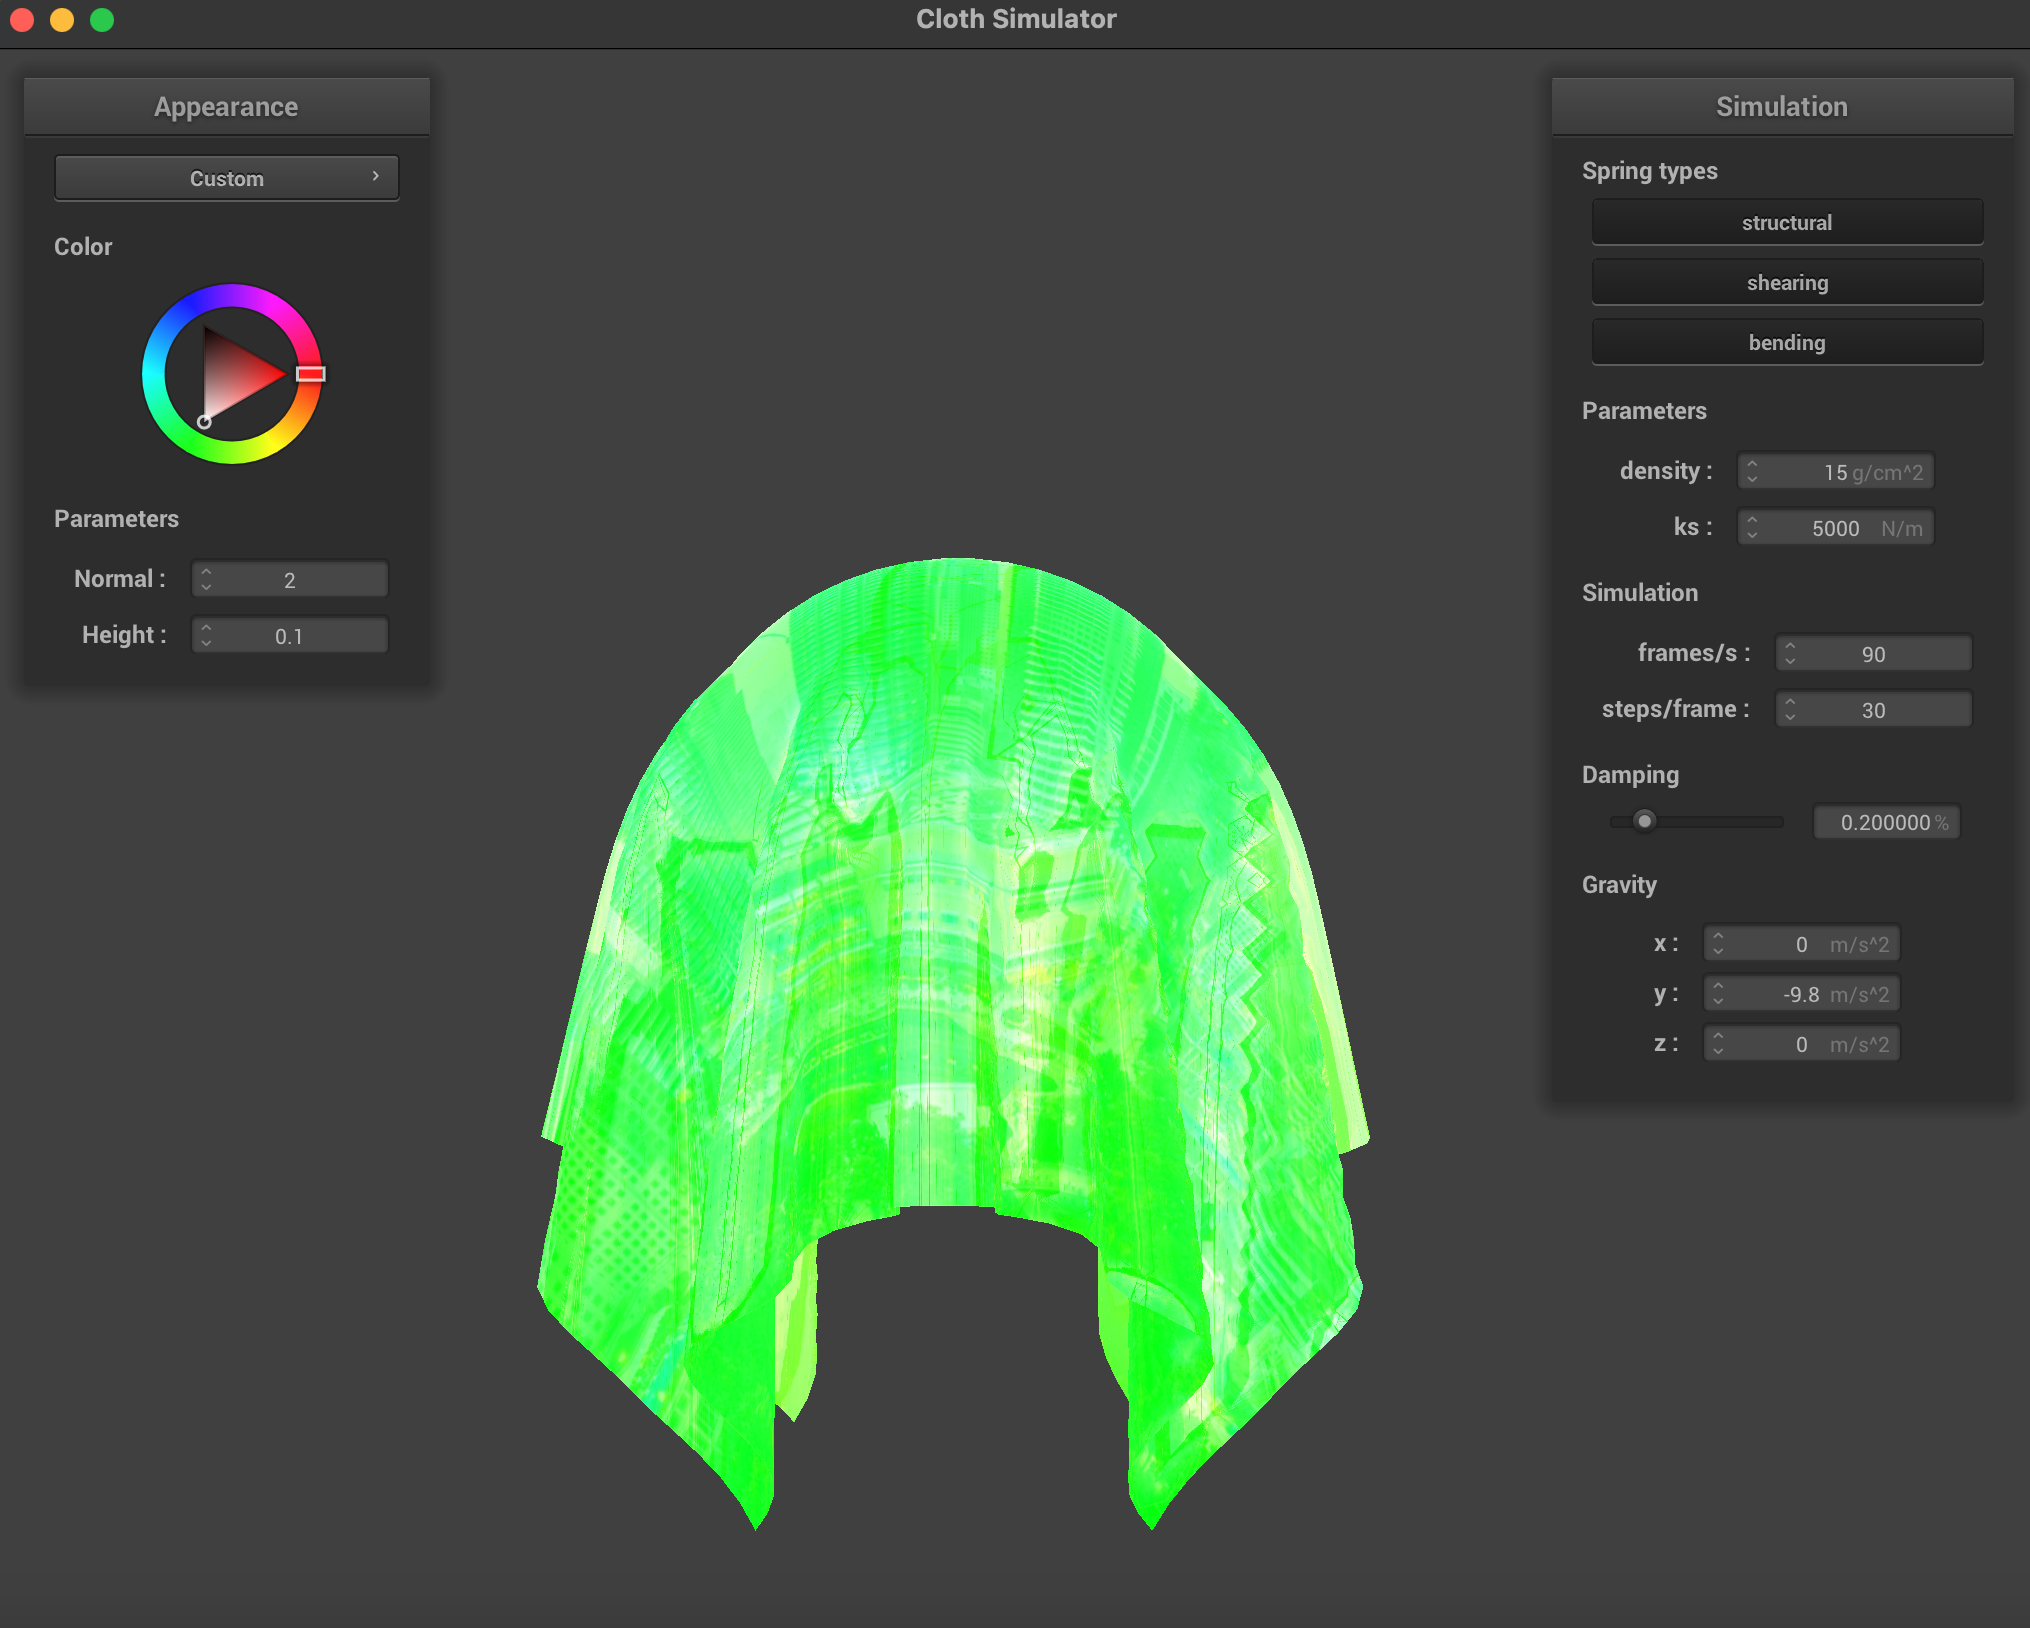 Cloth Simulator
Appearance
Custom
Color
Parameters
Normal : 2
Height : 0.1
Simulation
Spring types
structural
shearing
bending
Parameters
density : 15 g/cm^2
ks : 5000 N/m
Simulation
frames/s : 90
steps/frame : 30
Damping
0.200000 %
Gravity
x : 0 m/s^2
y : -9.8 m/s^2
z : 0 m/s^2